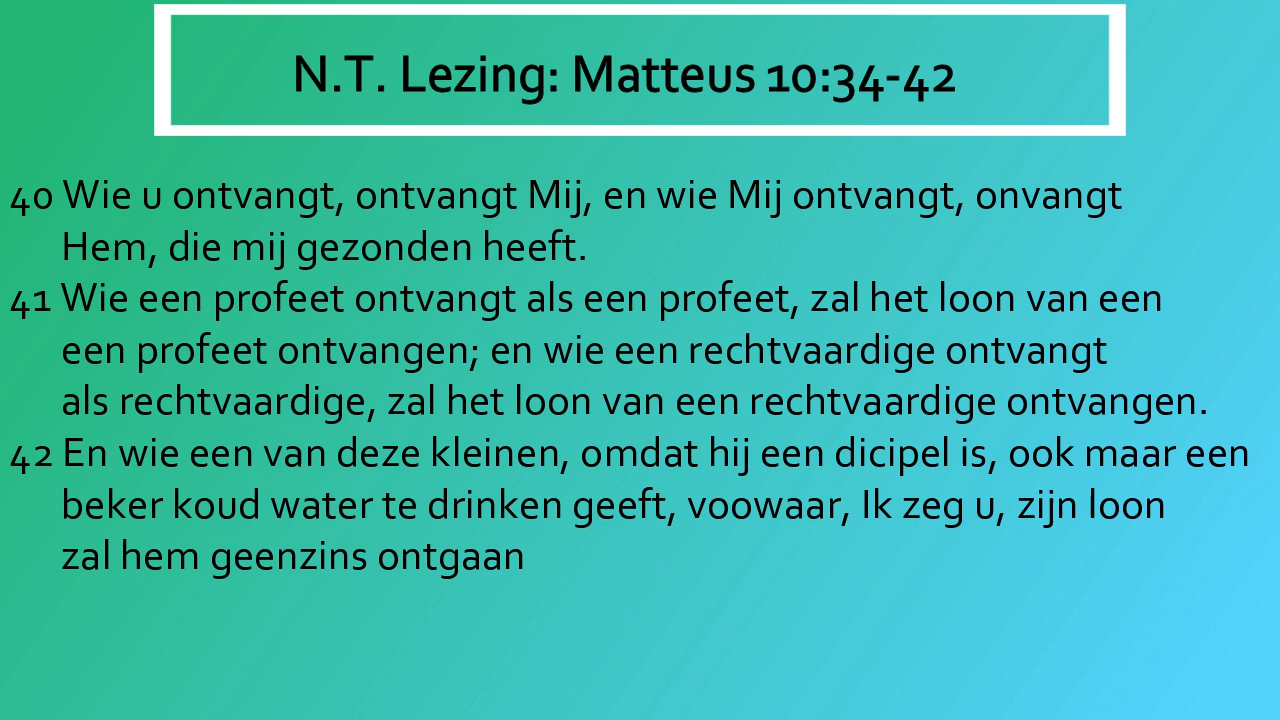 N.T. Lezing: Matteus 10:34-42
40 Wie u ontvangt, ontvangt Mij, en wie Mij ontvangt, onvangt
Hem, die mij gezonden heeft.
41 Wie een profeet ontvangt als een profeet, zal het loon van een
een profeet ontvangen; en wie een rechtvaardige ontvangt
als rechtvaardige, zal het loon van een rechtvaardige ontvangen.
42 En wie een van deze kleinen, omdat hij een dicipel is, ook maar een
beker koud water te drinken geeft, voowaar, Ik zeg u, zijn loon
zal hem geenzins ontgaan